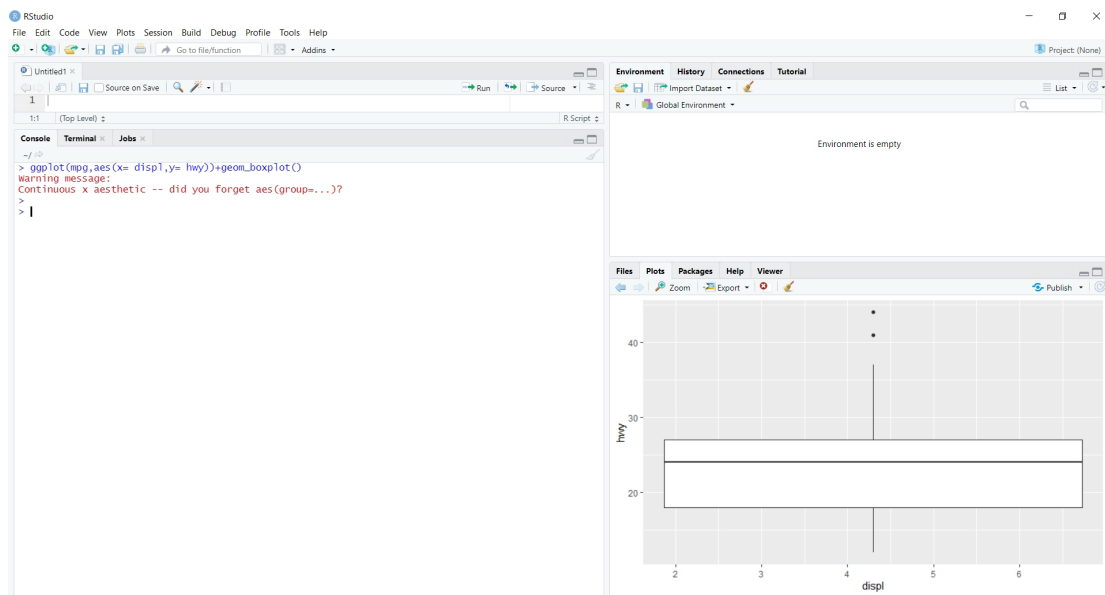 RStudio
File Edit Code View Plots Session Build Debug Profile Tools Help
Go to file/function Addins Project: (None)
Untitled1
Source on Save Run Source
1
1:1 (Top Level) R Script
Console Terminal Jobs
~/
> ggplot(mpg,aes(x= displ,y= hwy))+geom_boxplot()
Warning message:
Continuous x aesthetic -- did you forget aes(group=...)?
>
>
Environment History Connections Tutorial
Import Dataset List
R Global Environment
Environment is empty
Files Plots Packages Help Viewer
Zoom Export Publish
40
30
20
hwy
2 3 4 5 6
displ